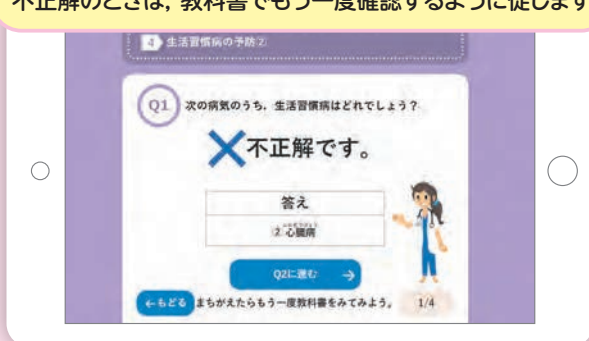 不正解のときは，教科書でもう一度確認するように促します
4 生活習慣病の予防②
Q1 次の病気のうち，生活習慣病はどれでしょう？
不正解です。
答え
② 心臓病
Q2に進む →
←もどる まちがえたらもう一度教科書をみてみよう。 1/4